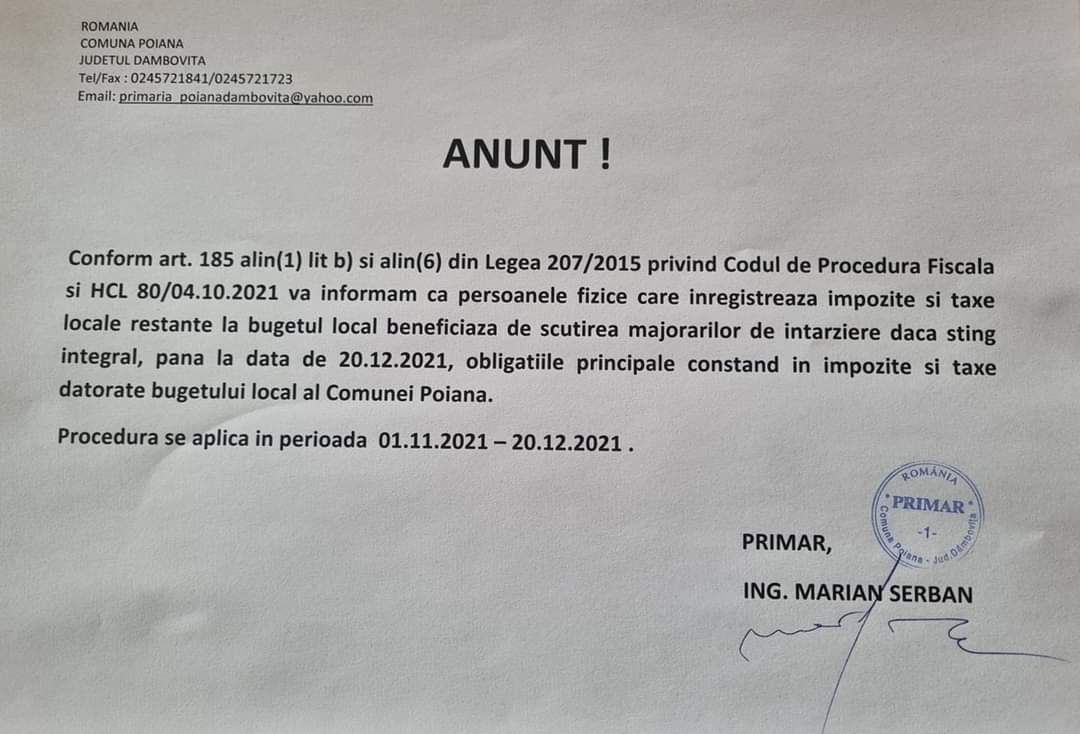 ROMANIA
COMUNA POIANA
JUDETUL DAMBOVITA
Tel/Fax : 0245721841/0245721723
Email: primaria_poianadambovita@yahoo.com
ANUNT !
Conform art. 185 alin(1) lit b) si alin(6) din Legea 207/2015 privind Codul de Procedura Fiscala
si HCL 80/04.10.2021 va informam ca persoanele fizice care inregistreaza impozite si taxe
locale restante la bugetul local beneficiaza de scutirea majorarilor de intarziere daca sting
integral, pana la data de 20.12.2021, obligatiile principale constand in impozite si taxe
datorate bugetului local al Comunei Poiana.
Procedura se aplica in perioada 01.11.2021 – 20.12.2021 .
ROMÂNIA
* PRIMAR *
-1-
Comuna Poiana - Jud.Dâmboviţa
PRIMAR,
ING. MARIAN SERBAN